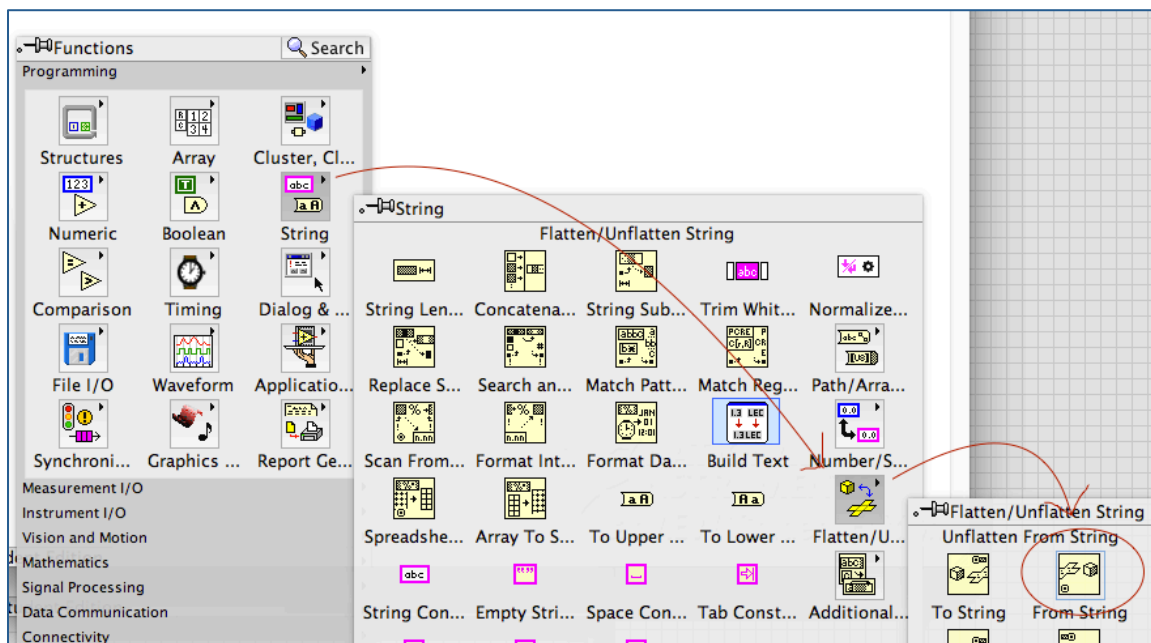 Functions
Search
Programming
Structures Array Cluster, Cl...
Numeric Boolean String
Comparison Timing Dialog & ...
File I/O Waveform Applicatio...
Synchroni... Graphics ... Report Ge...
Measurement I/O
Instrument I/O
Vision and Motion
Mathematics
Signal Processing
Data Communication
Connectivity
String
Flatten/Unflatten String
String Len... Concatena... String Sub... Trim Whit... Normalize...
Replace S... Search an... Match Patt... Match Reg... Path/Arra...
Scan From... Format Int... Format Da... Build Text Number/S...
Spreadshe... Array To S... To Upper ... To Lower ... Flatten/U...
String Con... Empty Stri... Space Con... Tab Const... Additional...
Flatten/Unflatten String
Unflatten From String
To String From String